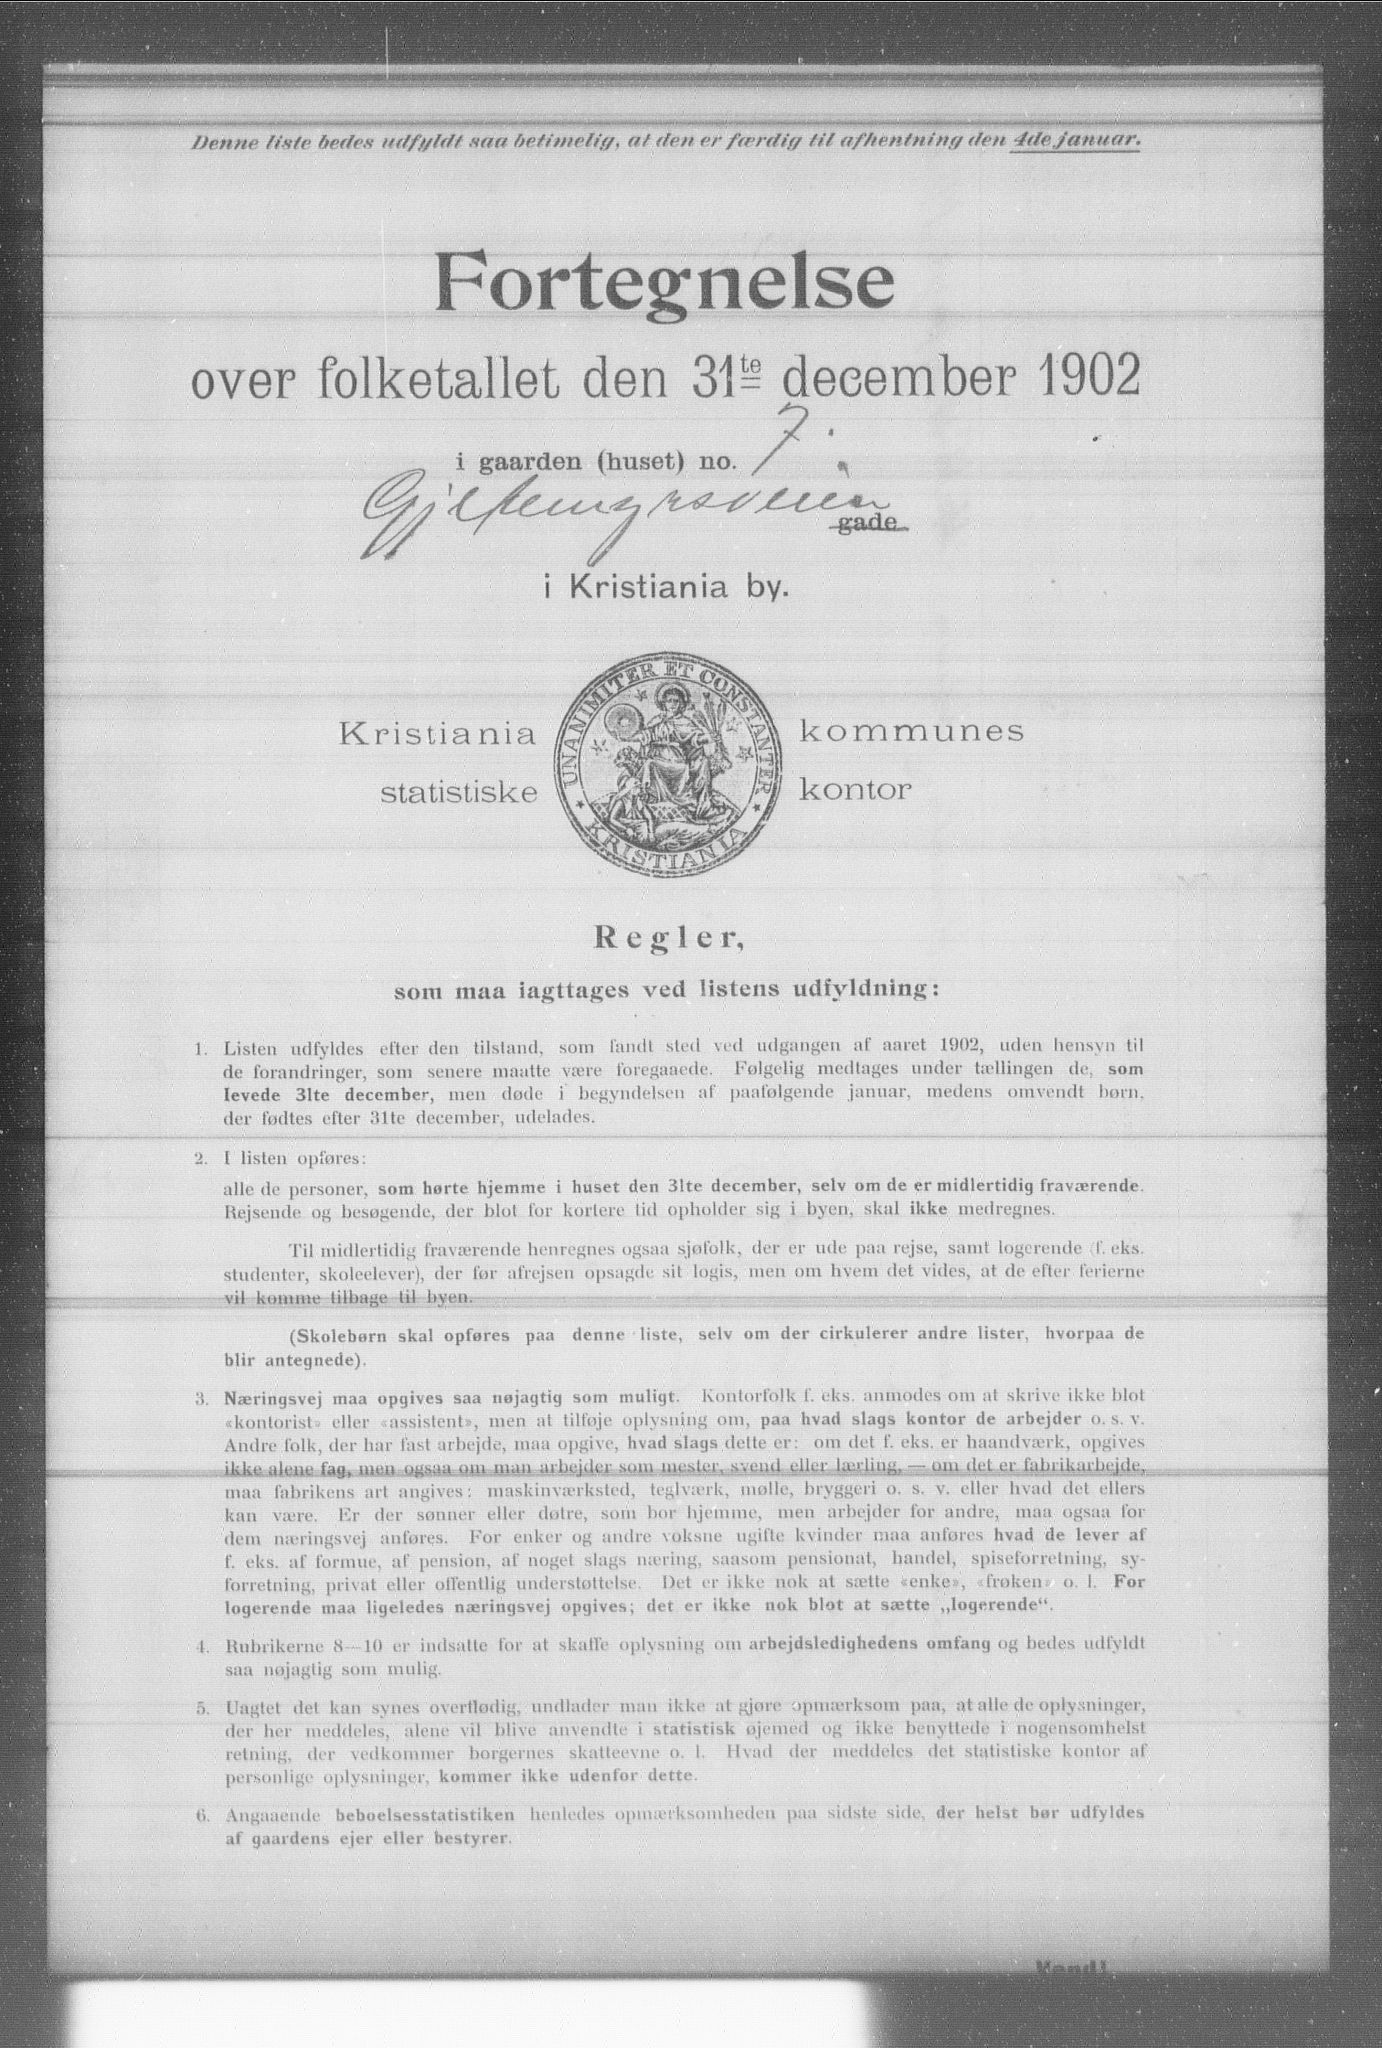 Denne liste bedes udfyldt saa betimelig, at den er færdig til afhentning den 4de januar.
Fortegnelse
over folketallet den 31te december 1902
i gaarden (huset) no. 7.
gade
i Kristiania by.
Kristiania kommunes
statistiske kontor
UNANIMITER ET CONSTANTER
KRISTIANIA
Regler,
som maa iagttages ved listens udfyldning:
1. Listen udfyldes efter den tilstand, som fandt sted ved udgangen af aaret 1902, uden hensyn til
de forandringer, som senere maatte være foregaaede. Følgelig medtages under tællingen de, som
levede 31te december, men døde i begyndelsen af paafølgende januar, medens omvendt børn,
der fødtes efter 31te december, udelades.
2. I listen opføres:
alle de personer, som hørte hjemme i huset den 31te december, selv om de er midlertidig fraværende.
Rejsende og besøgende, der blot for kortere tid opholder sig i byen, skal ikke medregnes.
Til midlertidig fraværende henregnes ogsaa sjøfolk, der er ude paa rejse, samt logerende (f. eks.
studenter, skoleelever), der før afrejsen opsagde sit logis, men om hvem det vides, at de efter ferierne
vil komme tilbage til byen.
(Skolebørn skal opføres paa denne liste, selv om der cirkulerer andre lister, hvorpaa de
blir antegnede).
3. Næringsvej maa opgives saa nøjagtig som muligt. Kontorfolk f. eks. anmodes om at skrive ikke blot
«kontorist» eller «assistent», men at tilføje oplysning om, paa hvad slags kontor de arbejder o. s. v.
Andre folk, der har fast arbejde, maa opgive, hvad slags dette er: om det f. eks. er haandværk, opgives
ikke alene fag, men ogsaa om man arbejder som mester, svend eller lærling, — om det er fabrikarbejde,
maa fabrikens art angives: maskinværksted, teglværk, mølle, bryggeri o. s. v. eller hvad det ellers
kan være. Er der sønner eller døtre, som bor hjemme, men arbejder for andre, maa ogsaa for
dem næringsvej anføres. For enker og andre voksne ugifte kvinder maa anføres hvad de lever af
f. eks. af formue, af pension, af noget slags næring, saasom pensionat, handel, spiseforretning, sy-
forretning, privat eller offentlig understøttelse. Det er ikke nok at sætte «enke», «frøken» o. l. For
logerende maa ligeledes næringsvej opgives; det er ikke nok blot at sætte „logerende“.
4. Rubrikerne 8—10 er indsatte for at skaffe oplysning om arbejdsledighedens omfang og bedes udfyldt
saa nøjagtig som mulig.
5. Uagtet det kan synes overflødig, undlader man ikke at gjøre opmærksom paa, at alle de oplysninger,
der her meddeles, alene vil blive anvendte i statistisk øjemed og ikke benyttede i nogensomhelst
retning, der vedkommer borgernes skatteevne o. l. Hvad der meddeles det statistiske kontor af
personlige oplysninger, kommer ikke udenfor dette.
6. Angaaende beboelsesstatistiken henledes opmærksomheden paa sidste side, der helst bør udfyldes
af gaardens ejer eller bestyrer.
Vend!